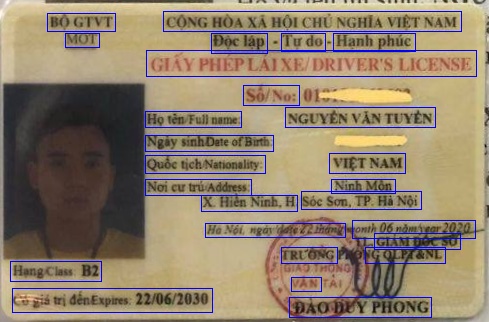 BỘ GTVT
MOT
CỘNG HÒA XÃ HỘI CHỦ NGHĨA VIỆT NAM
Độc lập - Tự do - Hạnh phúc
GIẤY PHÉP LÁI XE/ DRIVER'S LICENSE
Số/No:
Họ tên/Full name: NGUYỄN VĂN TUYỂN
Ngày sinh/Date of Birth:
Quốc tịch/Nationality: VIỆT NAM
Nơi cư trú/Address: Ninh Môn
X. Hiền Ninh, H. Sóc Sơn, TP. Hà Nội
Hà Nội, ngày/date 22 tháng/month 06 năm/year 2020
TL. GIÁM ĐỐC SỞ
TRƯỞNG PHÒNG QLPT&NL
GIAO THÔNG
VẬN TẢI
Hạng/Class: B2
Có giá trị đến/Expires: 22/06/2030
ĐÀO DUY PHONG